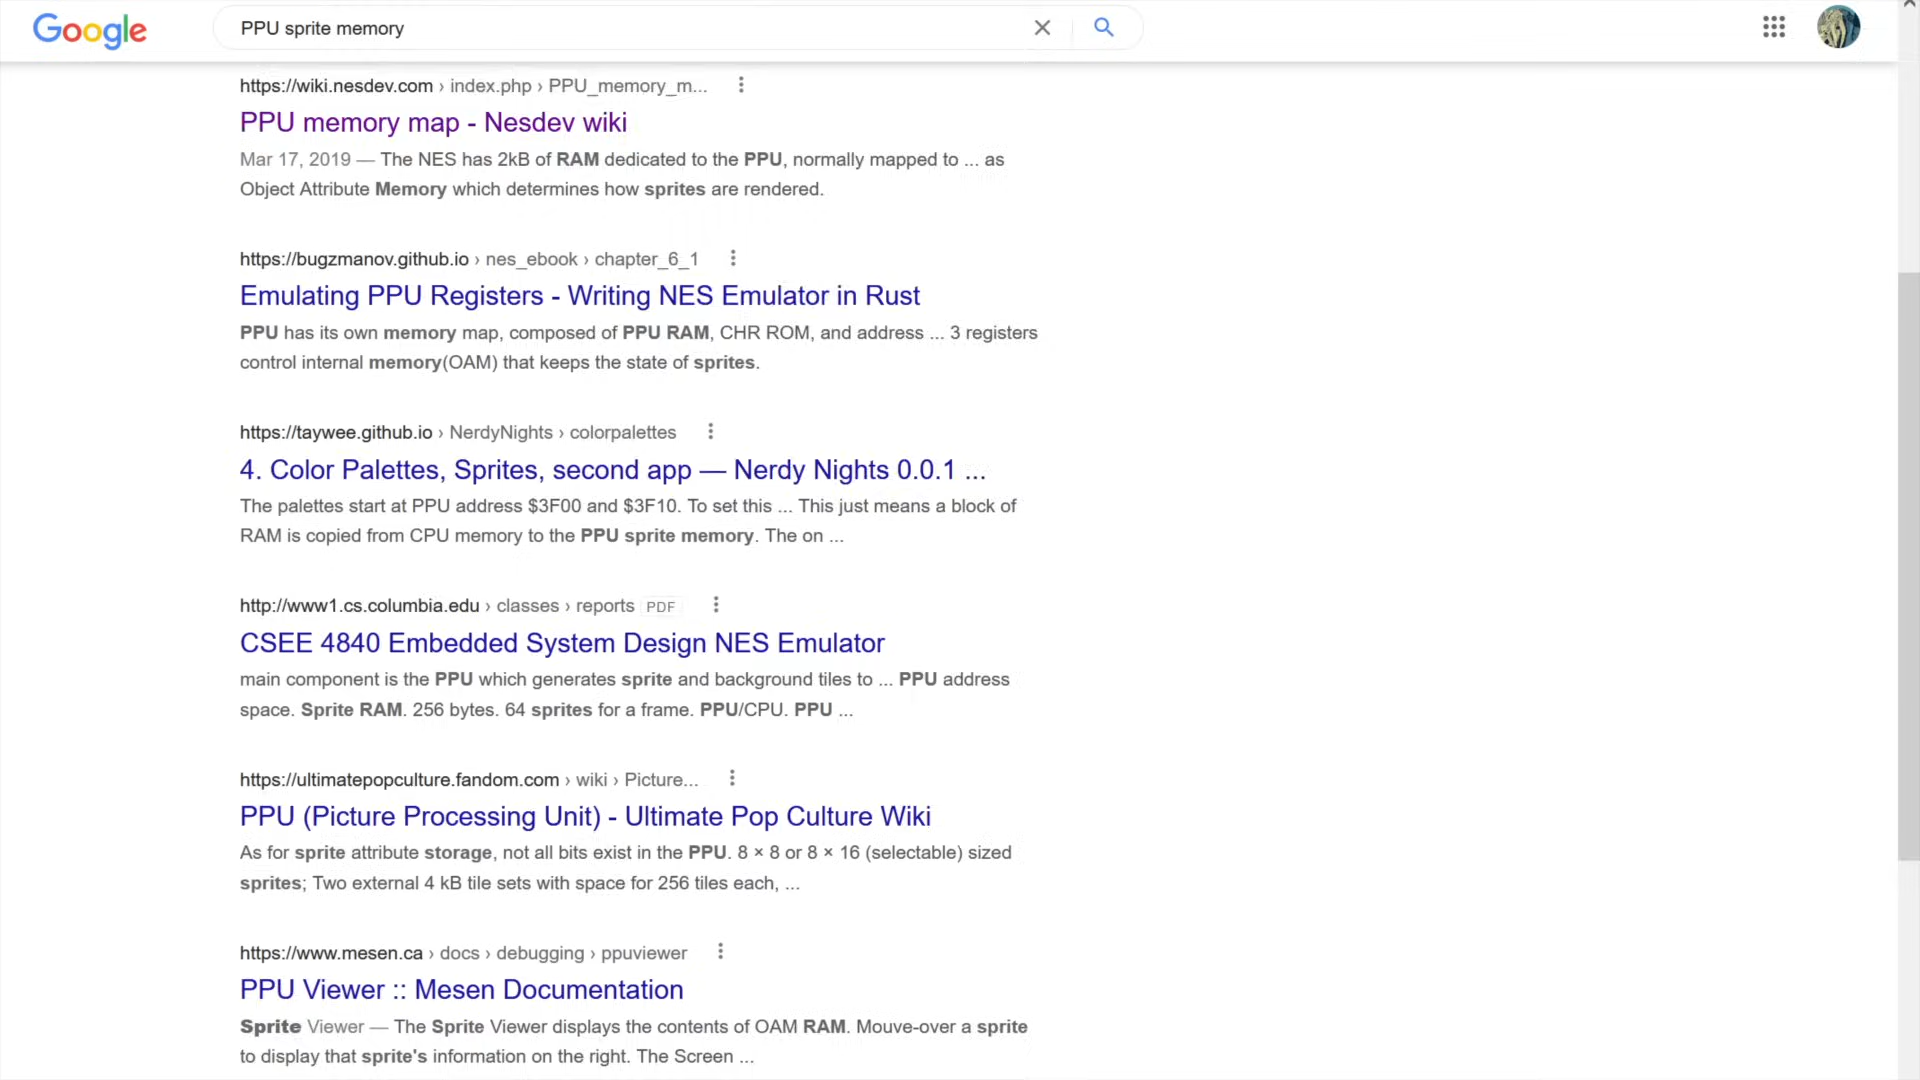 Google
PPU sprite memory
https://wiki.nesdev.com › index.php › PPU_memory_m...
PPU memory map - Nesdev wiki
Mar 17, 2019 — The NES has 2kB of RAM dedicated to the PPU, normally mapped to ... as
Object Attribute Memory which determines how sprites are rendered.
https://bugzmanov.github.io › nes_ebook › chapter_6_1
Emulating PPU Registers - Writing NES Emulator in Rust
PPU has its own memory map, composed of PPU RAM, CHR ROM, and address ... 3 registers
control internal memory(OAM) that keeps the state of sprites.
https://taywee.github.io › NerdyNights › colorpalettes
4. Color Palettes, Sprites, second app — Nerdy Nights 0.0.1 ...
The palettes start at PPU address $3F00 and $3F10. To set this ... This just means a block of
RAM is copied from CPU memory to the PPU sprite memory. The on ...
http://www1.cs.columbia.edu › classes › reports PDF
CSEE 4840 Embedded System Design NES Emulator
main component is the PPU which generates sprite and background tiles to ... PPU address
space. Sprite RAM. 256 bytes. 64 sprites for a frame. PPU/CPU. PPU ...
https://ultimatepopculture.fandom.com › wiki › Picture...
PPU (Picture Processing Unit) - Ultimate Pop Culture Wiki
As for sprite attribute storage, not all bits exist in the PPU. 8 × 8 or 8 × 16 (selectable) sized
sprites; Two external 4 kB tile sets with space for 256 tiles each, ...
https://www.mesen.ca › docs › debugging › ppuviewer
PPU Viewer :: Mesen Documentation
Sprite Viewer — The Sprite Viewer displays the contents of OAM RAM. Mouve-over a sprite
to display that sprite's information on the right. The Screen ...